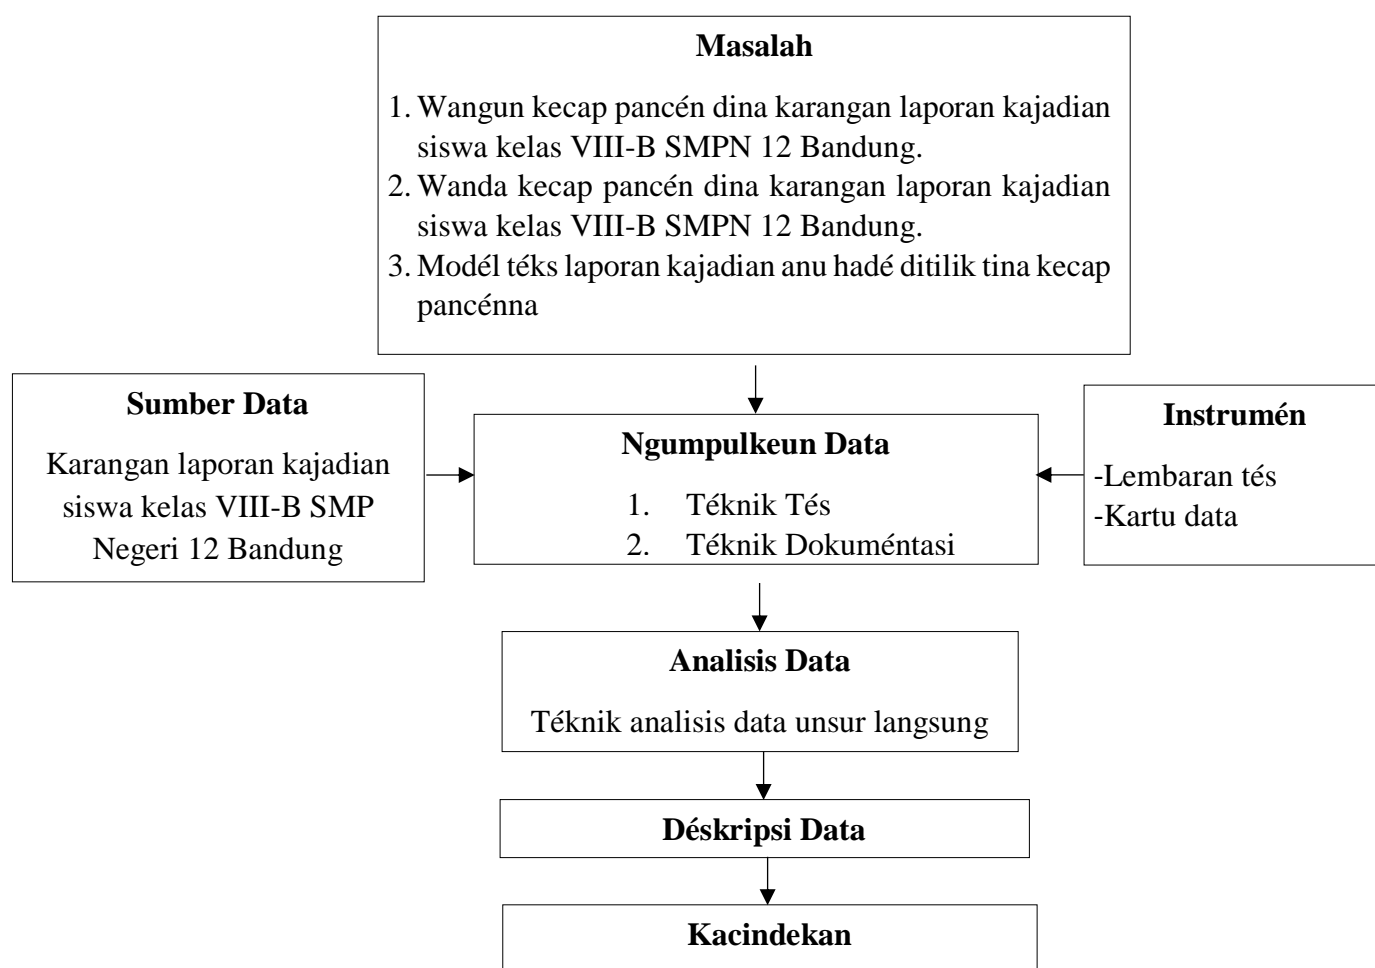 Masalah
1. Wangun kecap pancén dina karangan laporan kajadian
siswa kelas VIII-B SMPN 12 Bandung.
2. Wanda kecap pancén dina karangan laporan kajadian
siswa kelas VIII-B SMPN 12 Bandung.
3. Modél téks laporan kajadian anu hadé ditilik tina kecap
pancénna
Sumber Data
Karangan laporan kajadian
siswa kelas VIII-B SMP
Negeri 12 Bandung
Ngumpulkeun Data
1. Téknik Tés
2. Téknik Dokuméntasi
Instrumén
-Lembaran tés
-Kartu data
Analisis Data
Téknik analisis data unsur langsung
Déskripsi Data
Kacindekan